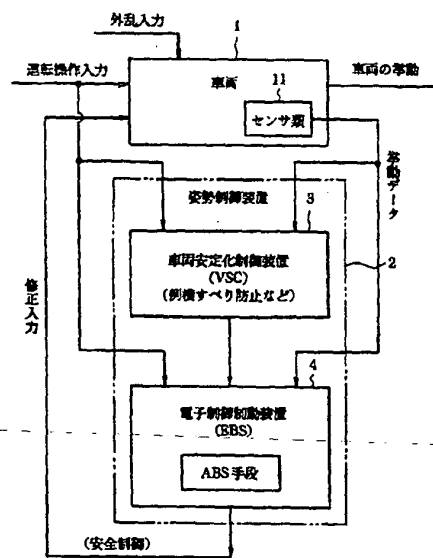 外乱入力
1
運転操作入力
車両
11
車両の挙動
センサ類
挙動データ
姿勢制御装置
3
車両安定化制御装置
(VSC)
(例横すべり防止など)
2
修正入力
4
電子制御制動装置
(EBS)
ABS手段
(安全制御)